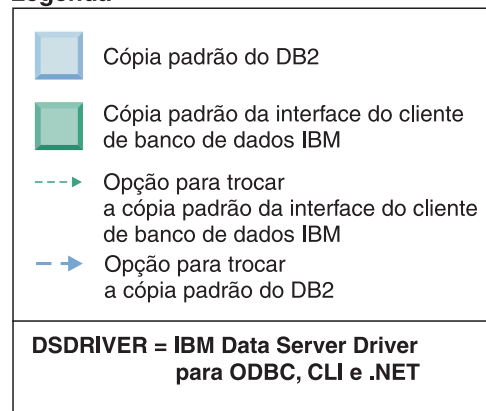 Legenda
Cópia padrão do DB2
Cópia padrão da interface do cliente
de banco de dados IBM
Opção para trocar
a cópia padrão da interface do cliente
de banco de dados IBM
Opção para trocar
a cópia padrão do DB2
DSDRIVER = IBM Data Server Driver
para ODBC, CLI e .NET